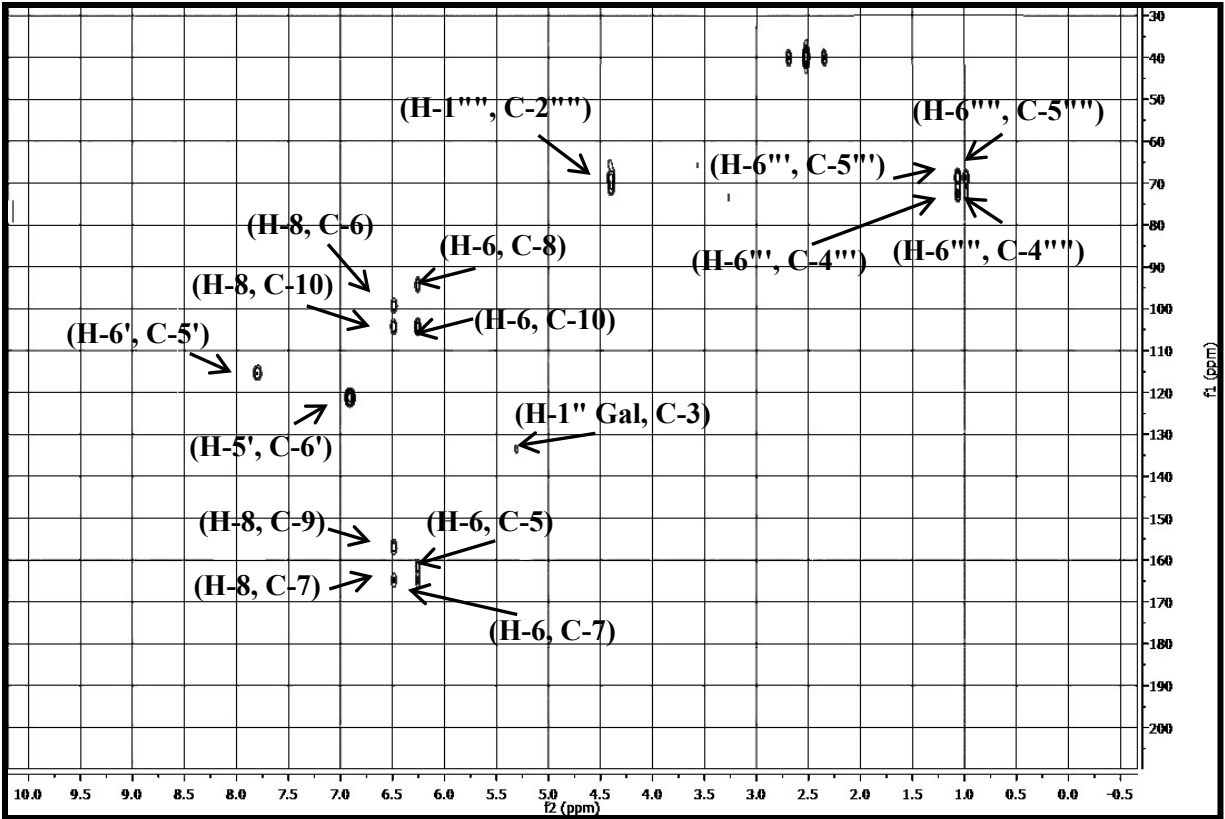 30
40
50
60
70
80
90
100
110
120
130
140
150
160
170
180
190
200
f1 (ppm)
(H-1"", C-2"")
(H-6"", C-5"")
(H-6"', C-5"')
(H-8, C-6)
(H-6, C-8)
(H-6"', C-4"')
(H-6"", C-4"")
(H-8, C-10)
(H-6, C-10)
(H-6', C-5')
(H-1" Gal, C-3)
(H-5', C-6')
(H-8, C-9)
(H-6, C-5)
(H-8, C-7)
(H-6, C-7)
10.0 9.5 9.0 8.5 8.0 7.5 7.0 6.5 6.0 5.5 5.0 4.5 4.0 3.5 3.0 2.5 2.0 1.5 1.0 0.5 0.0 -0.5
f2 (ppm)